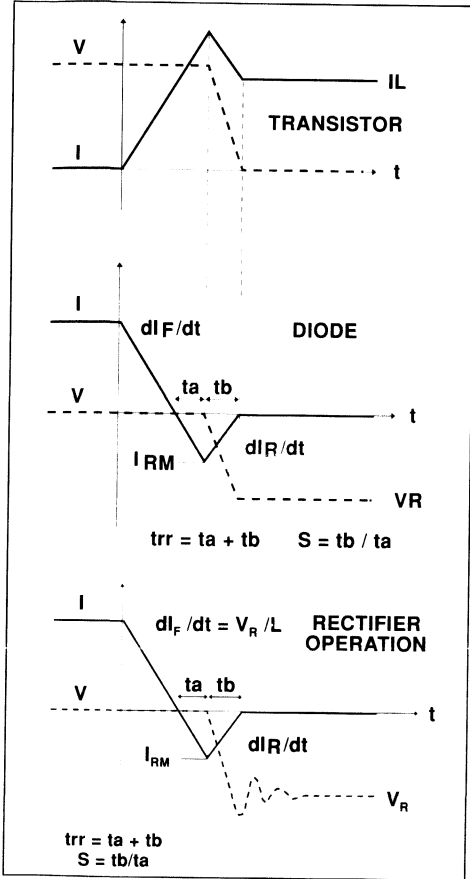 V
IL
TRANSISTOR
I
t
I
dIF/dt
DIODE
ta tb
V
t
IRM
dIR/dt
VR
trr = ta + tb S = tb / ta
I
dIF /dt = VR /L RECTIFIER
OPERATION
ta tb
V
t
IRM
dIR/dt
VR
trr = ta + tb
S = tb/ta